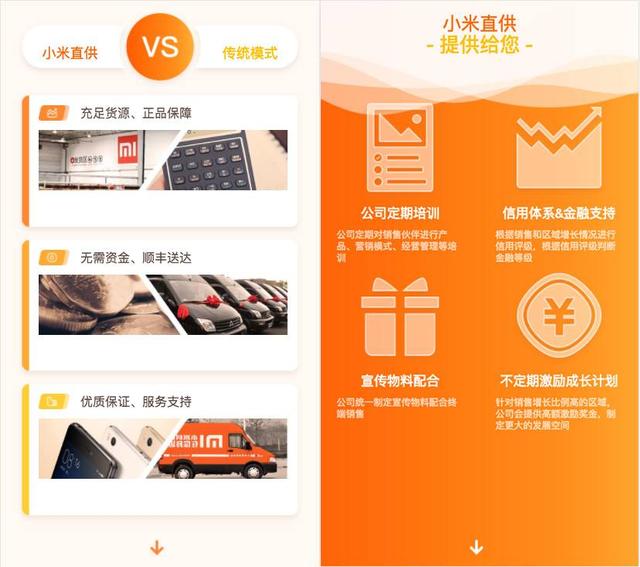 小米直供
VS
传统模式
充足货源、正品保障
无需资金、顺丰送达
优质保证、服务支持
小米直供
- 提供给您 -
公司定期培训
公司定期对销售伙伴进行产
品、营销模式、经营管理等培
训
信用体系&金融支持
根据销售和区域增长情况进行
信用评级，根据信用评级判断
金融等级
宣传物料配合
公司统一制定宣传物料配合终
端销售
不定期激励成长计划
针对销售增长比例高的区域，
公司会提供高额激励奖金，制
定更大的发展空间